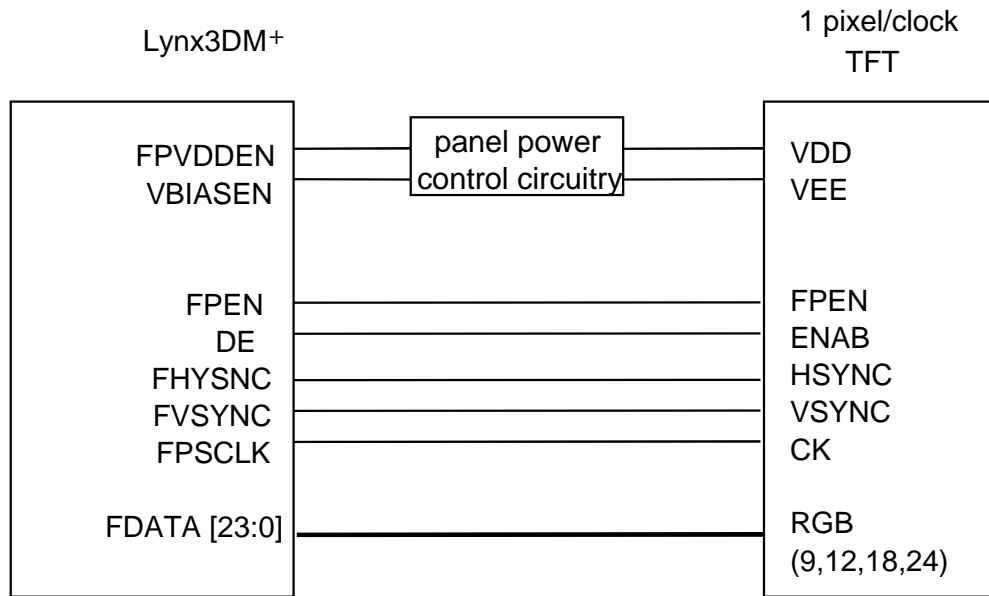 Lynx3DM+
1 pixel/clock
TFT
FPVDDEN
VBIASEN
panel power
control circuitry
VDD
VEE
FPEN
DE
FHYSNC
FVSYNC
FPSCLK
FPEN
ENAB
HSYNC
VSYNC
CK
FDATA [23:0]
RGB
(9,12,18,24)